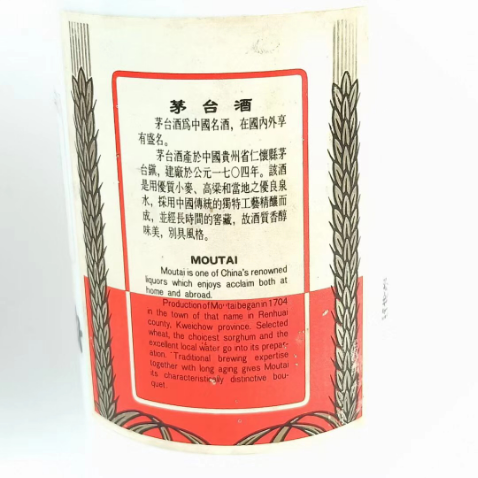 茅台酒
茅台酒爲中國名酒，在國內外享
有盛名。
茅台酒產於中國貴州省仁懷縣茅
台鎮，建廠於公元一七〇四年。該酒
是用優質小麥、高梁和當地之優良泉
水，採用中國傳統的獨特工藝精釀而
成，並經長時間的窖藏，故酒質香醇
味美，別具風格。
MOUTAI
Moutai is one of China's renowned
liquors which enjoys acclaim both at
home and abroad.
Production of Moutai began in 1704
in the town of that name in Renhuai
county, Kweichow province. Selected
wheat, the choicest sorghum and the
excellent local water go into its prepar-
ation. Traditional brewing expertise
together with long aging gives Moutai
its characteristically distinctive bou-
quet.